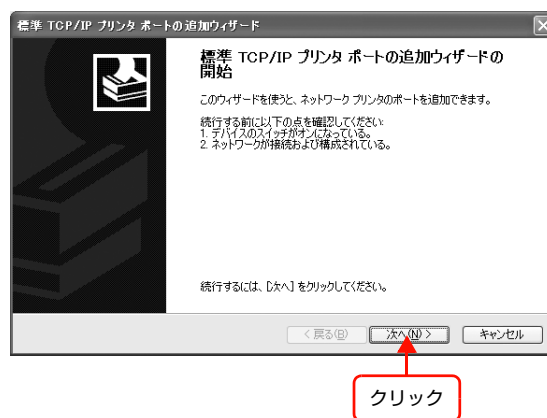 標準 TCP/IP プリンタ ポートの追加ウィザード
標準 TCP/IP プリンタ ポートの追加ウィザードの
開始
このウィザードを使うと、ネットワーク プリンタのポートを追加できます。
続行する前に以下の点を確認してください:
1. デバイスのスイッチがオンになっている。
2. ネットワークが接続および構成されている。
続行するには、[次へ] をクリックしてください。
< 戻る(B)
次へ(N) >
キャンセル
クリック